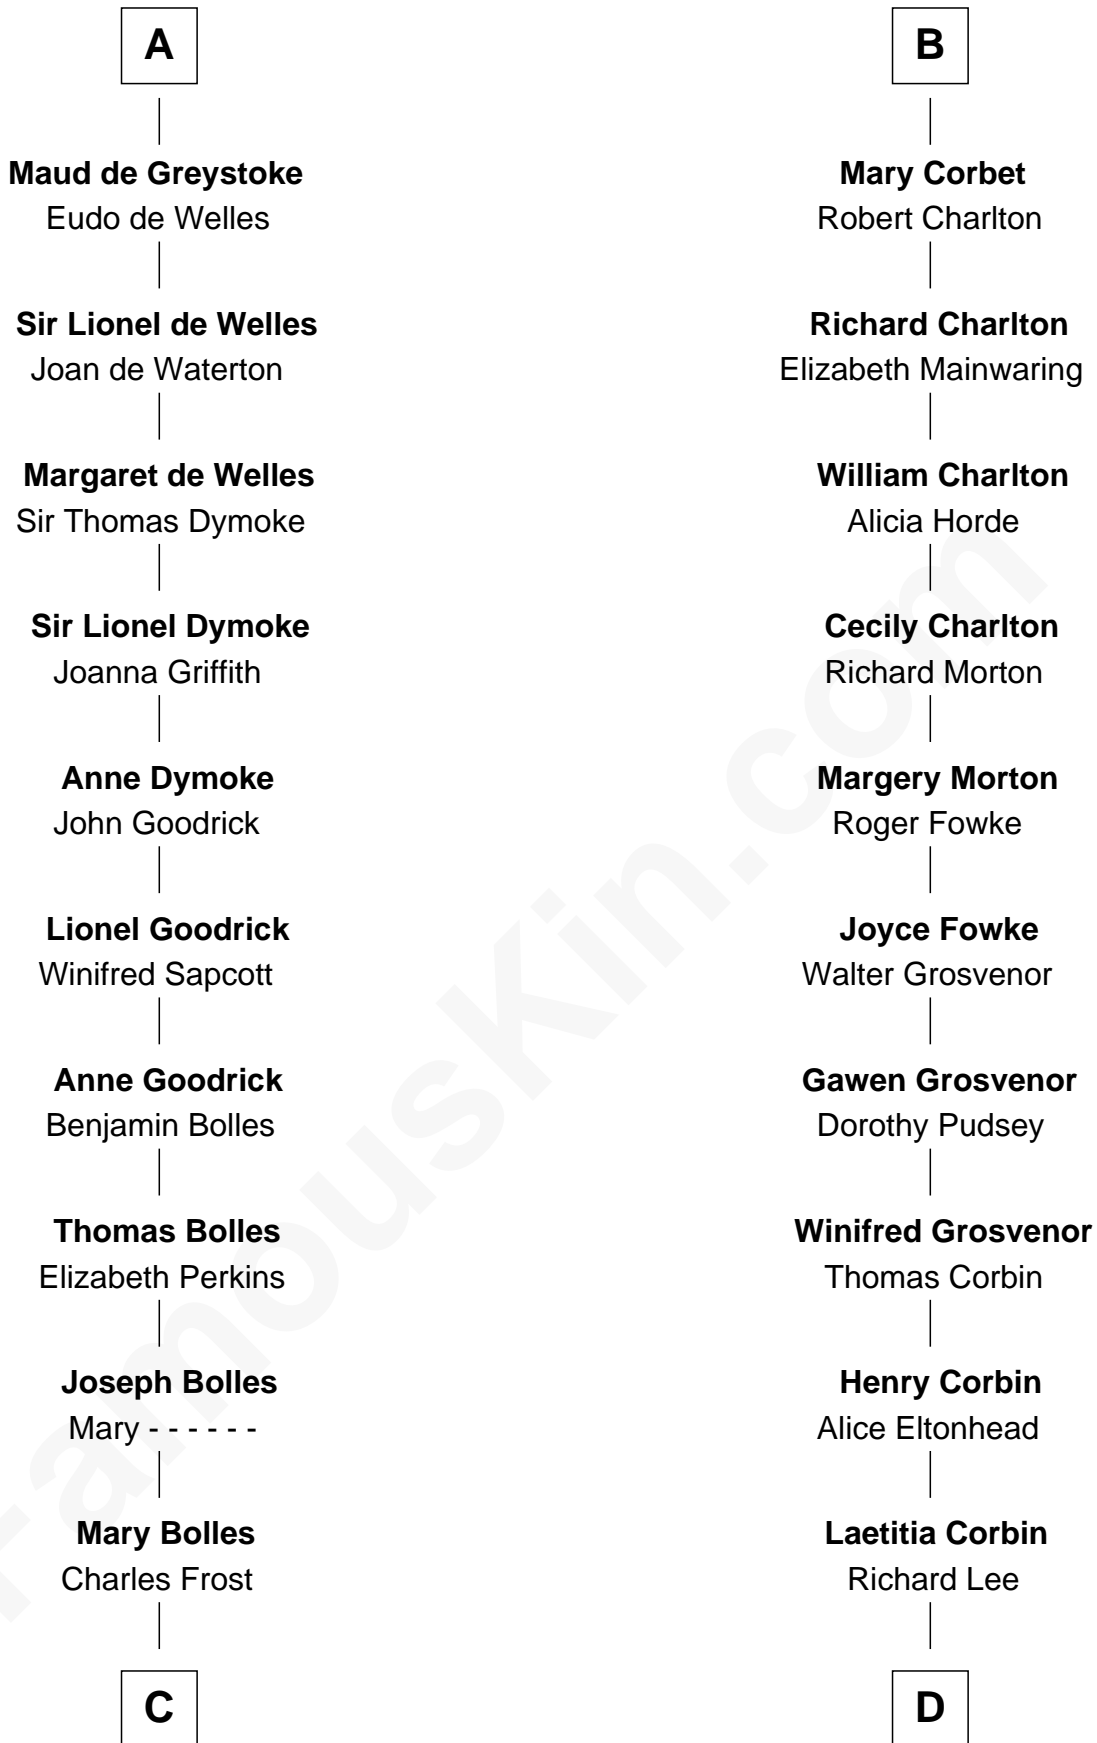 A
Maud de Greystoke
Eudo de Welles
Sir Lionel de Welles
Joan de Waterton
Margaret de Welles
Sir Thomas Dymoke
Sir Lionel Dymoke
Joanna Griffith
Anne Dymoke
John Goodrick
Lionel Goodrick
Winifred Sapcott
Anne Goodrick
Benjamin Bolles
Thomas Bolles
Elizabeth Perkins
Joseph Bolles
Mary - - - - - -
Mary Bolles
Charles Frost
C
B
Mary Corbet
Robert Charlton
Richard Charlton
Elizabeth Mainwaring
William Charlton
Alicia Horde
Cecily Charlton
Richard Morton
Margery Morton
Roger Fowke
Joyce Fowke
Walter Grosvenor
Gawen Grosvenor
Dorothy Pudsey
Winifred Grosvenor
Thomas Corbin
Henry Corbin
Alice Eltonhead
Laetitia Corbin
Richard Lee
D
FamousKin.com